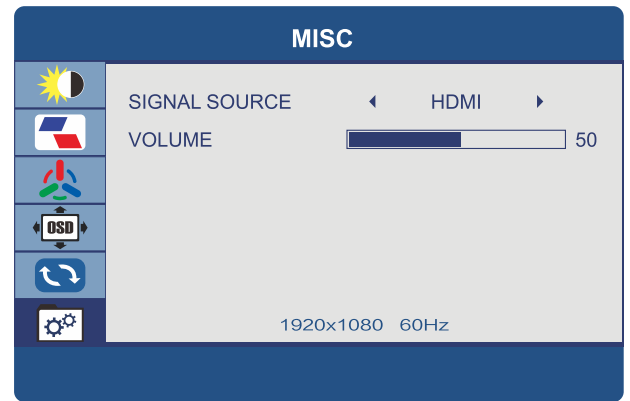 MISC
SIGNAL SOURCE HDMI
VOLUME 50
OSD
1920x1080 60Hz